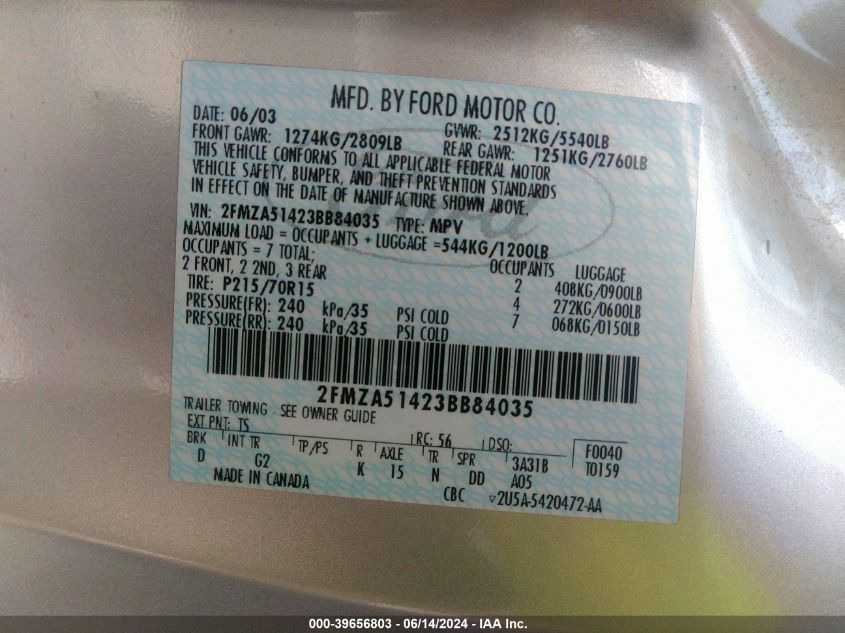 MFD. BY FORD MOTOR CO.
DATE: 06/03 GVWR: 2512KG/5540LB
FRONT GAWR: 1274KG/2809LB REAR GAWR: 1251KG/2760LB
THIS VEHICLE CONFORMS TO ALL APPLICABLE FEDERAL MOTOR
VEHICLE SAFETY, BUMPER, AND THEFT PREVENTION STANDARDS
IN EFFECT ON THE DATE OF MANUFACTURE SHOWN ABOVE.
VIN: 2FMZA51423BB84035 TYPE: MPV
MAXIMUM LOAD = OCCUPANTS + LUGGAGE =544KG/1200LB
OCCUPANTS = 7 TOTAL; OCCUPANTS LUGGAGE
2 FRONT, 2 2ND, 3 REAR 2 408KG/0900LB
TIRE: P215/70R15 4 272KG/0600LB
PRESSURE(FR): 240 kPa/35 PSI COLD 7 068KG/0150LB
PRESSURE(RR): 240 kPa/35 PSI COLD
2FMZA51423BB84035
TRAILER TOWING - SEE OWNER GUIDE
EXT PNT: TS RC: 56 DSO: F0040
BRK INT TR TP/PS R AXLE TR SPR 3A31B T0159
D G2 K 15 N DD A05
MADE IN CANADA CBC ▽2U5A-5420472-AA
Ford
000-39656803 - 06/14/2024 - IAA Inc.